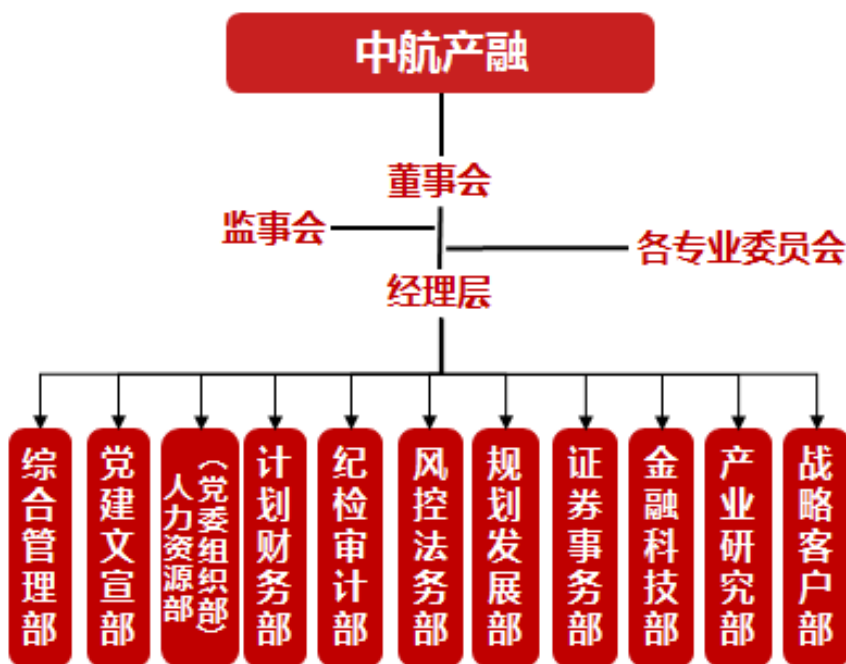 中航产融
董事会
监事会
各专业委员会
经理层
综合管理部
党建文宣部
人力资源部
（党委组织部）
计划财务部
纪检审计部
风控法务部
规划发展部
证券事务部
金融科技部
产业研究部
战略客户部